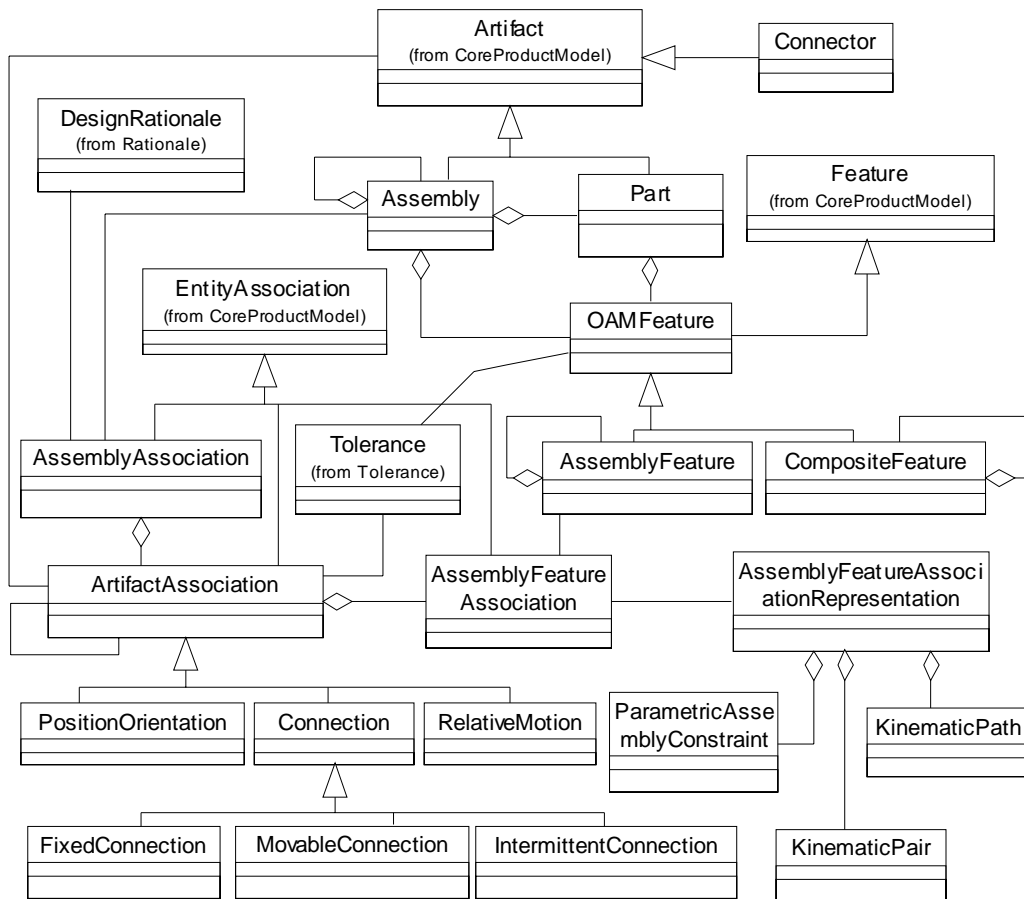 Artifact
(from CoreProductModel)
Connector
DesignRationale
(from Rationale)
Assembly
Part
Feature
(from CoreProductModel)
EntityAssociation
(from CoreProductModel)
OAMFeature
AssemblyAssociation
Tolerance
(from Tolerance)
AssemblyFeature
CompositeFeature
ArtifactAssociation
AssemblyFeature
Association
AssemblyFeatureAssoci
ationRepresentation
PositionOrientation
Connection
RelativeMotion
ParametricAsse
mblyConstraint
KinematicPath
FixedConnection
MovableConnection
IntermittentConnection
KinematicPair